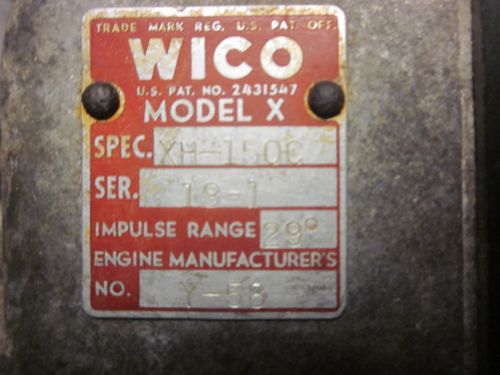 TRADE MARK REG. U.S. PAT. OFF.
WICO
U.S. PAT. NO. 2431547
MODEL X
SPEC. XH-150C
SER. 19-1
IMPULSE RANGE 29°
ENGINE MANUFACTURER'S
NO. Y-58